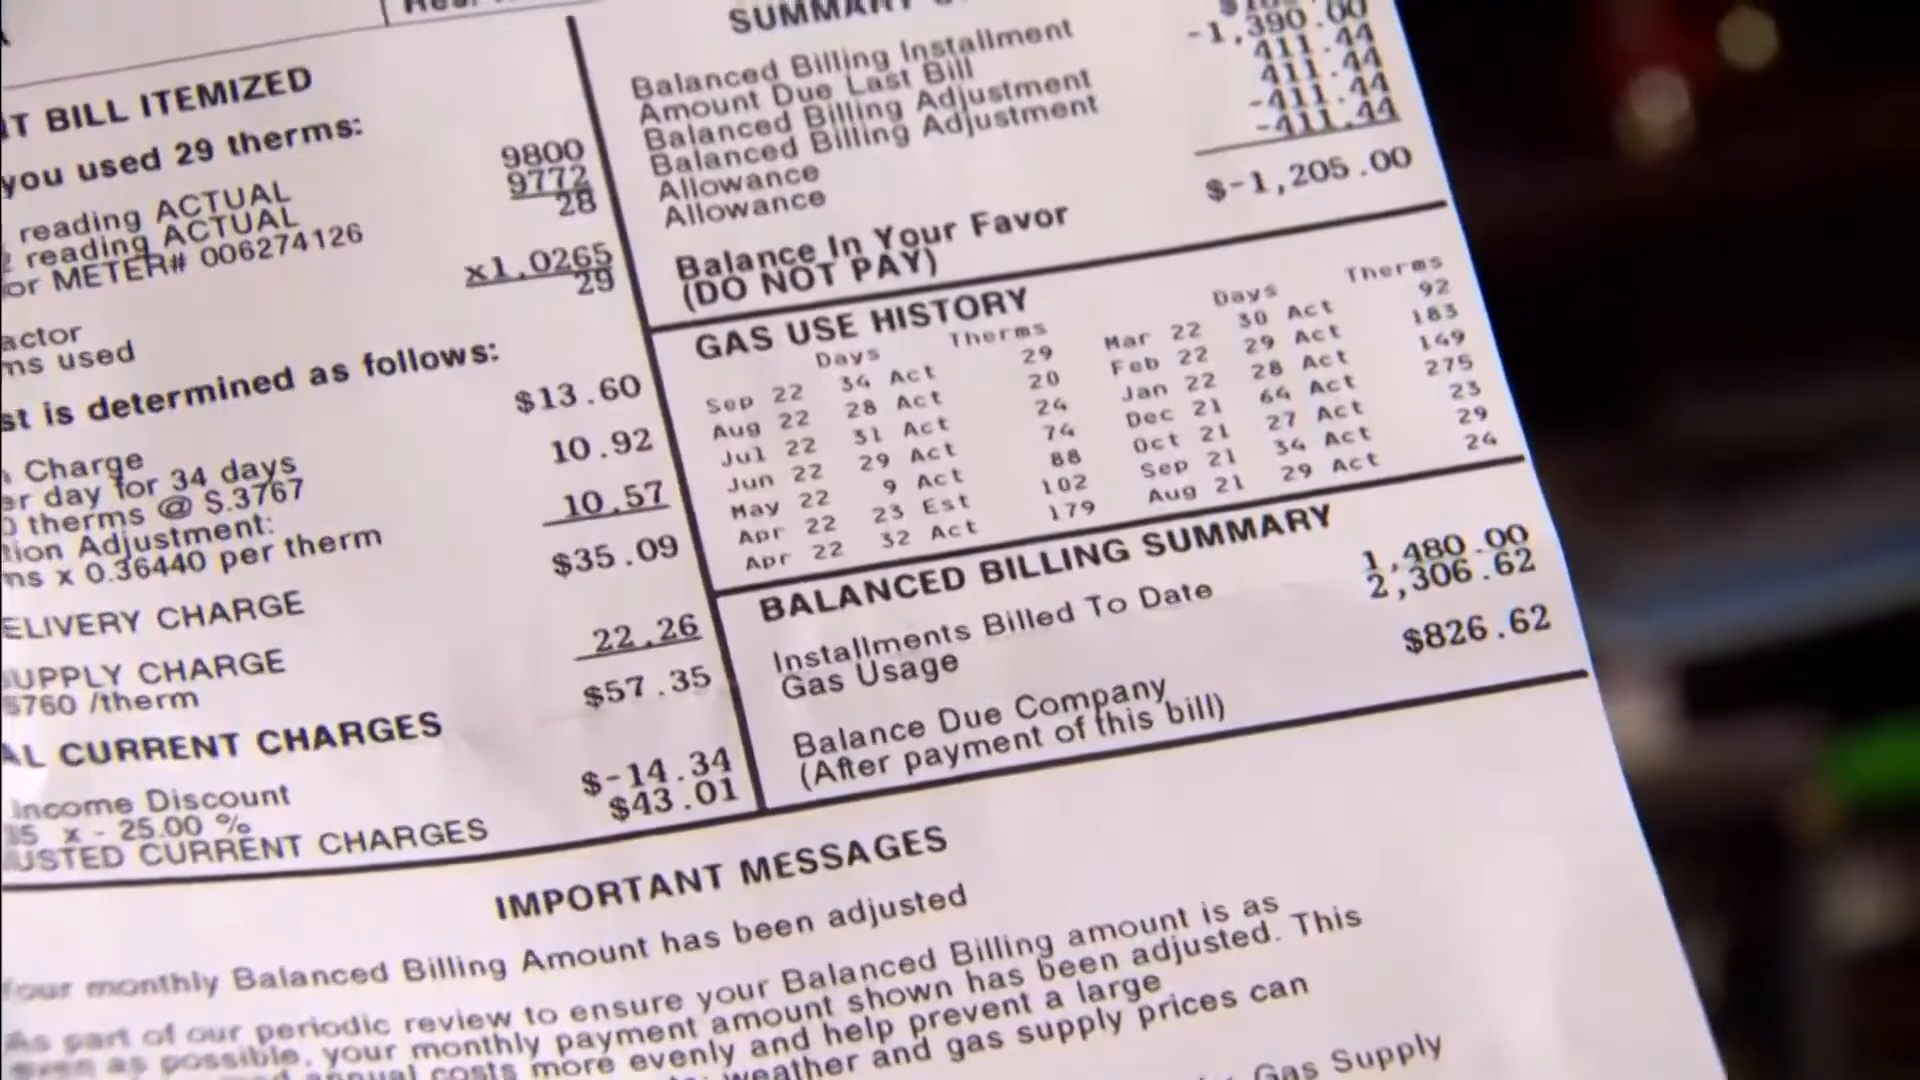 SUMMARY
T BILL ITEMIZED
you used 29 therms:
reading ACTUAL 9800
reading ACTUAL 9772
or METER# 006274126 28
actor x1.0265
ms used 29
st is determined as follows:
$13.60
Charge
er day for 34 days 10.92
therms @ $.3767
tion Adjustment: 10.57
ms x 0.36440 per therm
ELIVERY CHARGE $35.09
UPPLY CHARGE
5760 /therm 22.26
AL CURRENT CHARGES $57.35
Income Discount
x - 25.00 % $-14.34
USTED CURRENT CHARGES $43.01
Balanced Billing Installment
Amount Due Last Bill -1,390.00
Balanced Billing Adjustment 411.44
Balanced Billing Adjustment 411.44
Allowance -411.44
Allowance -411.44
Balance In Your Favor $-1,205.00
(DO NOT PAY)
GAS USE HISTORY
Days Therms Days Therms
Sep 22 34 Act 29 Mar 22 30 Act 92
Aug 22 28 Act 20 Feb 22 29 Act 183
Jul 22 31 Act 24 Jan 22 28 Act 149
Jun 22 29 Act 74 Dec 21 64 Act 275
May 22 9 Act 88 Oct 21 27 Act 23
Apr 22 23 Est 102 Sep 21 34 Act 29
Apr 22 32 Act 179 Aug 21 29 Act 24
BALANCED BILLING SUMMARY
Installments Billed To Date 1,480.00
Gas Usage 2,306.62
Balance Due Company $826.62
(After payment of this bill)
IMPORTANT MESSAGES
Your monthly Balanced Billing Amount has been adjusted
As part of our periodic review to ensure your Balanced Billing amount is as
even as possible, your monthly payment amount shown has been adjusted. This
annual costs more evenly and help prevent a large
weather and gas supply prices can
Gas Supply